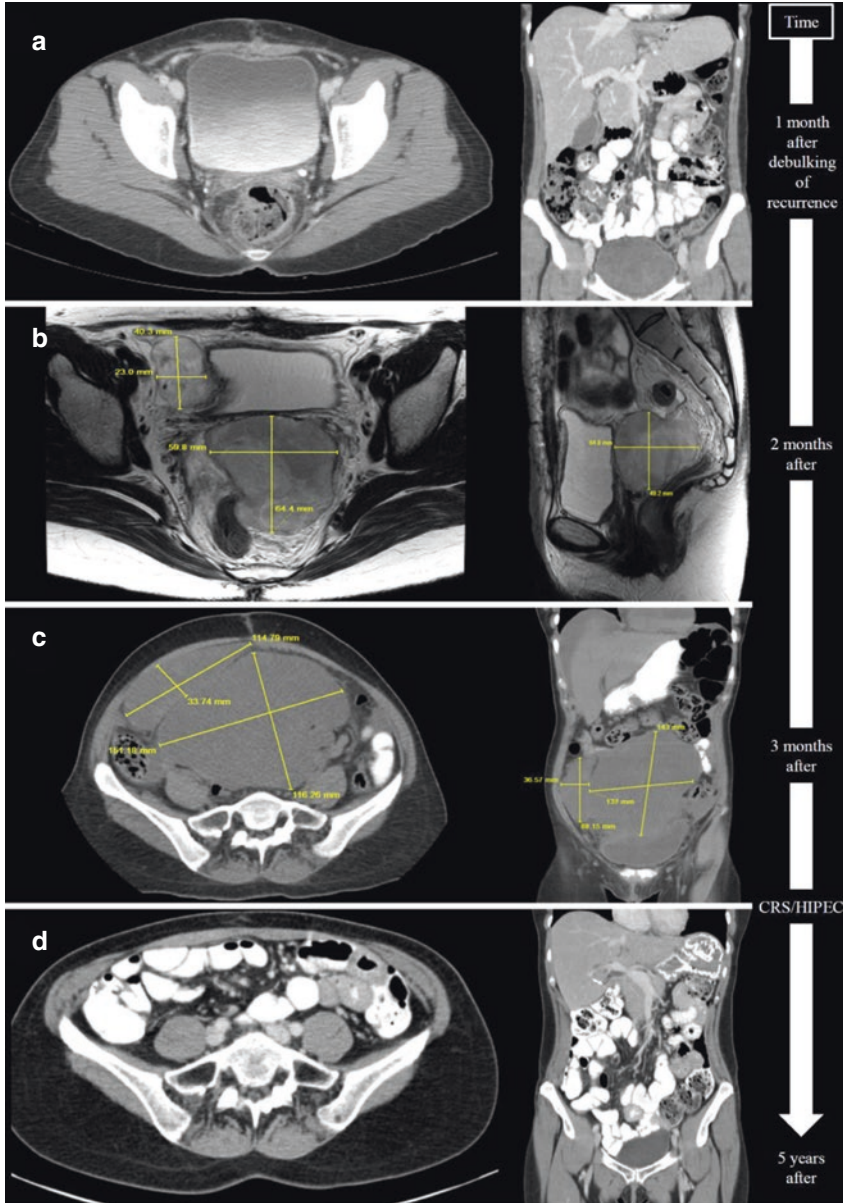 Time
a
1 month
after
debulking
of
recurrence
b
40.3 mm
23.0 mm
59.8 mm
64.4 mm
2 months
after
c
114.79 mm
33.74 mm
151.18 mm
116.26 mm
36.57 mm
137 mm
3 months
after
CRS/HIPEC
d
5 years
after